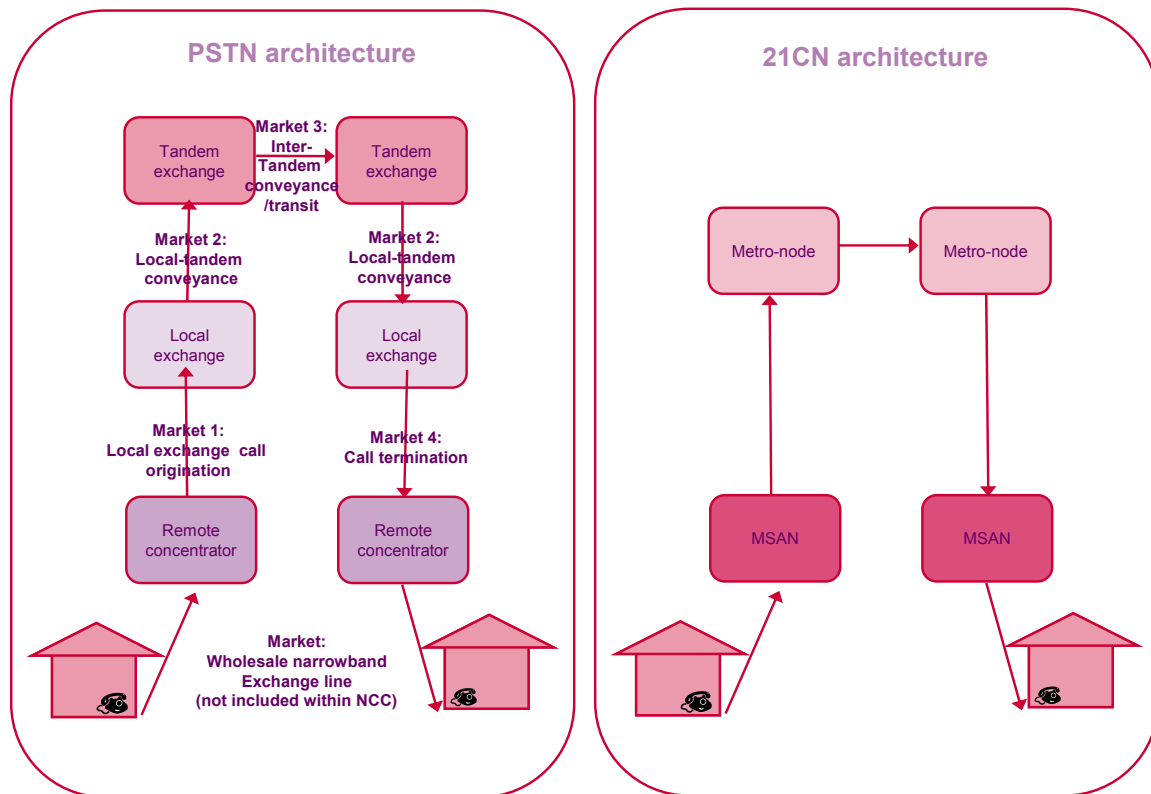 PSTN architecture
Tandem
exchange
Market 3:
Inter-
Tandem
conveyance
/transit
Tandem
exchange
Market 2:
Local-tandem
conveyance
Market 2:
Local-tandem
conveyance
Local
exchange
Local
exchange
Market 1:
Local exchange call
origination
Market 4:
Call termination
Remote
concentrator
Remote
concentrator
Market:
Wholesale narrowband
Exchange line
(not included within NCC)
21CN architecture
Metro-node
Metro-node
MSAN
MSAN